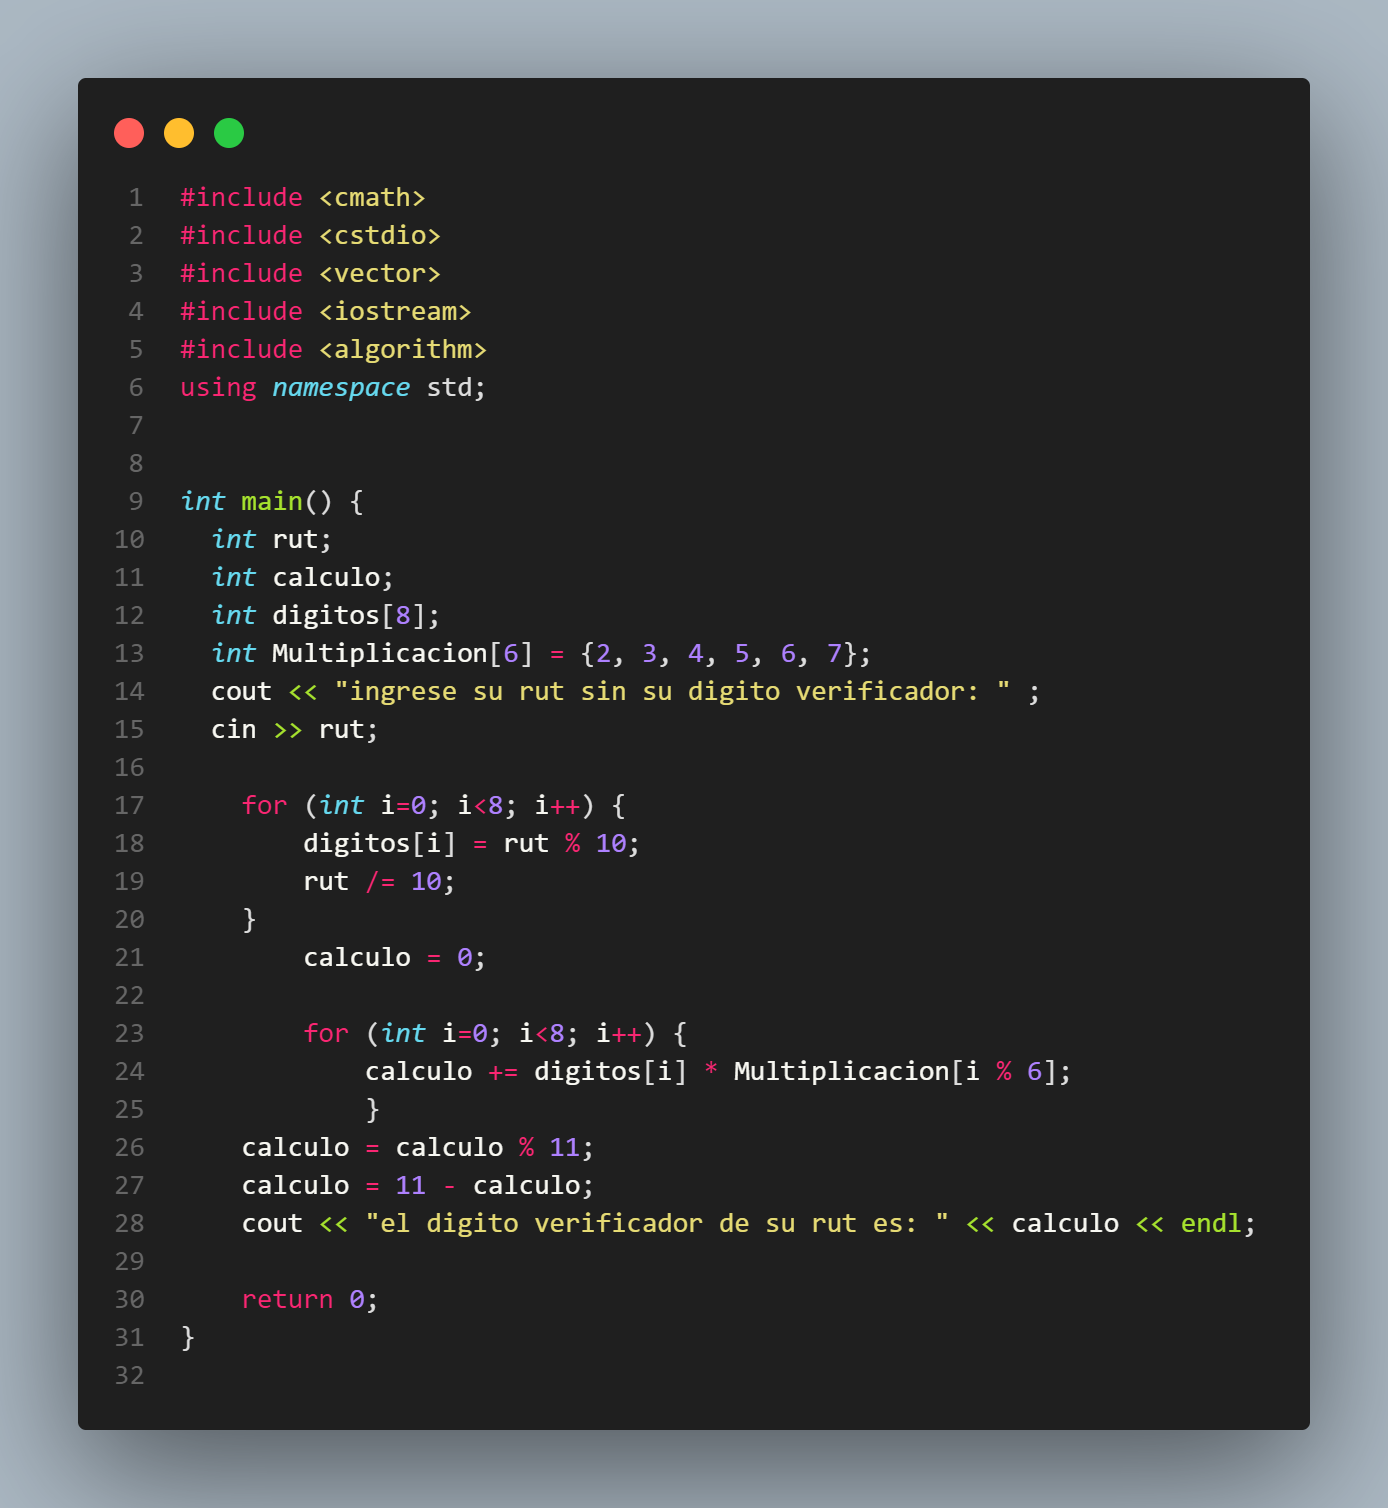 1 #include <cmath>
2 #include <cstdio>
3 #include <vector>
4 #include <iostream>
5 #include <algorithm>
6 using namespace std;
7
8
9 int main() {
10   int rut;
11   int calculo;
12   int digitos[8];
13   int Multiplicacion[6] = {2, 3, 4, 5, 6, 7};
14   cout << "ingrese su rut sin su digito verificador: " ;
15   cin >> rut;
16
17     for (int i=0; i<8; i++) {
18         digitos[i] = rut % 10;
19         rut /= 10;
20     }
21         calculo = 0;
22
23         for (int i=0; i<8; i++) {
24             calculo += digitos[i] * Multiplicacion[i % 6];
25             }
26     calculo = calculo % 11;
27     calculo = 11 - calculo;
28     cout << "el digito verificador de su rut es: " << calculo << endl;
29
30     return 0;
31 }
32